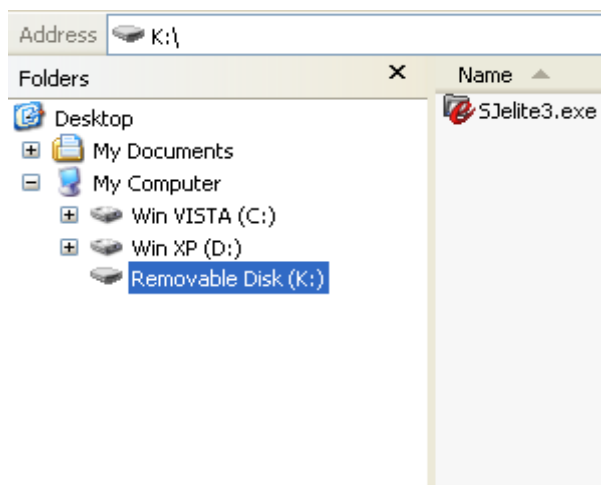 Address K:\
Folders
Name
Desktop
My Documents
My Computer
Win VISTA (C:)
Win XP (D:)
Removable Disk (K:)
SJelite3.exe